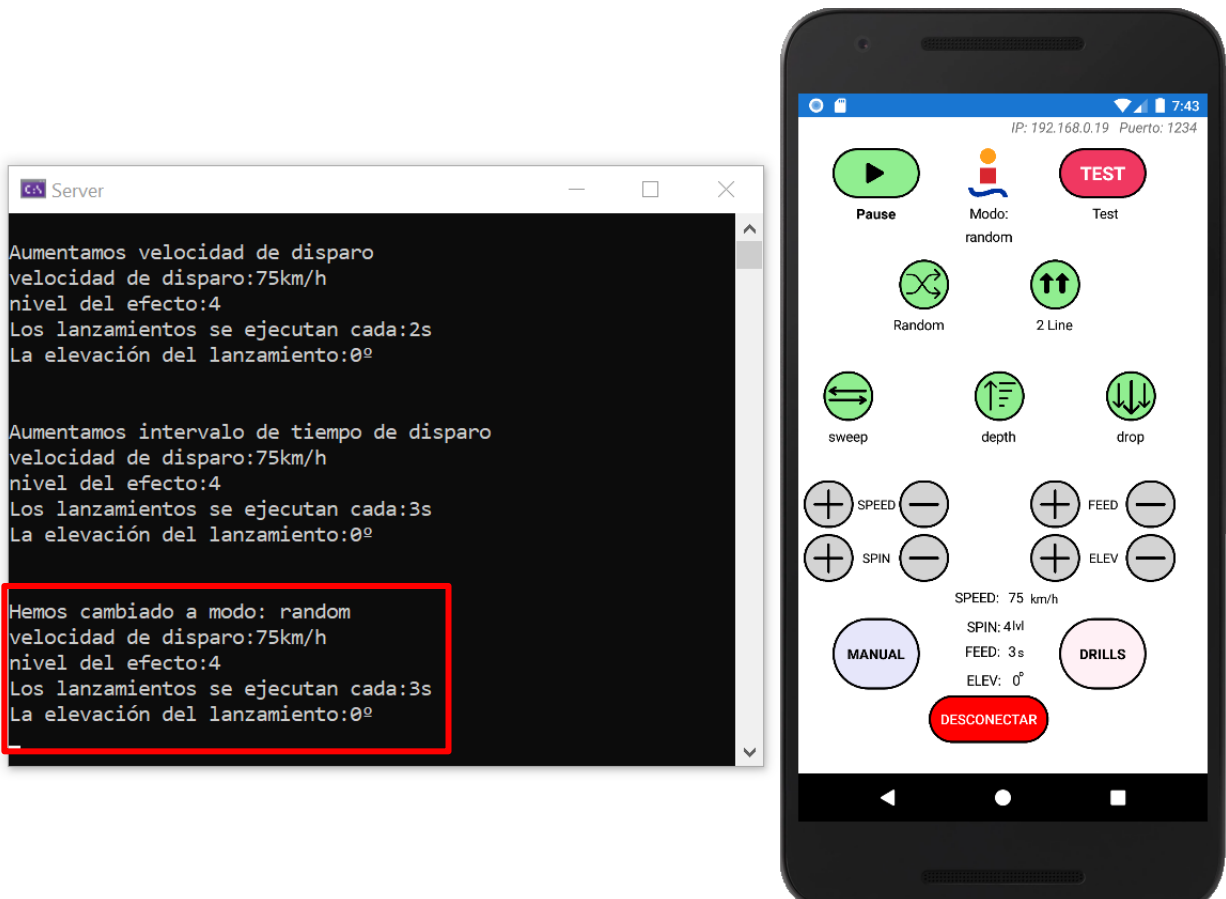 Server
Aumentamos velocidad de disparo
velocidad de disparo:75km/h
nivel del efecto:4
Los lanzamientos se ejecutan cada:2s
La elevación del lanzamiento:0º
Aumentamos intervalo de tiempo de disparo
velocidad de disparo:75km/h
nivel del efecto:4
Los lanzamientos se ejecutan cada:3s
La elevación del lanzamiento:0º
Hemos cambiado a modo: random
velocidad de disparo:75km/h
nivel del efecto:4
Los lanzamientos se ejecutan cada:3s
La elevación del lanzamiento:0º
7:43
IP: 192.168.0.19 Puerto: 1234
TEST
Pause
Modo:
Test
random
Random
2 Line
sweep
depth
drop
SPEED
FEED
SPIN
ELEV
SPEED: 75 km/h
SPIN: 4 lvl
MANUAL
FEED: 3 s
DRILLS
ELEV: 0º
DESCONECTAR